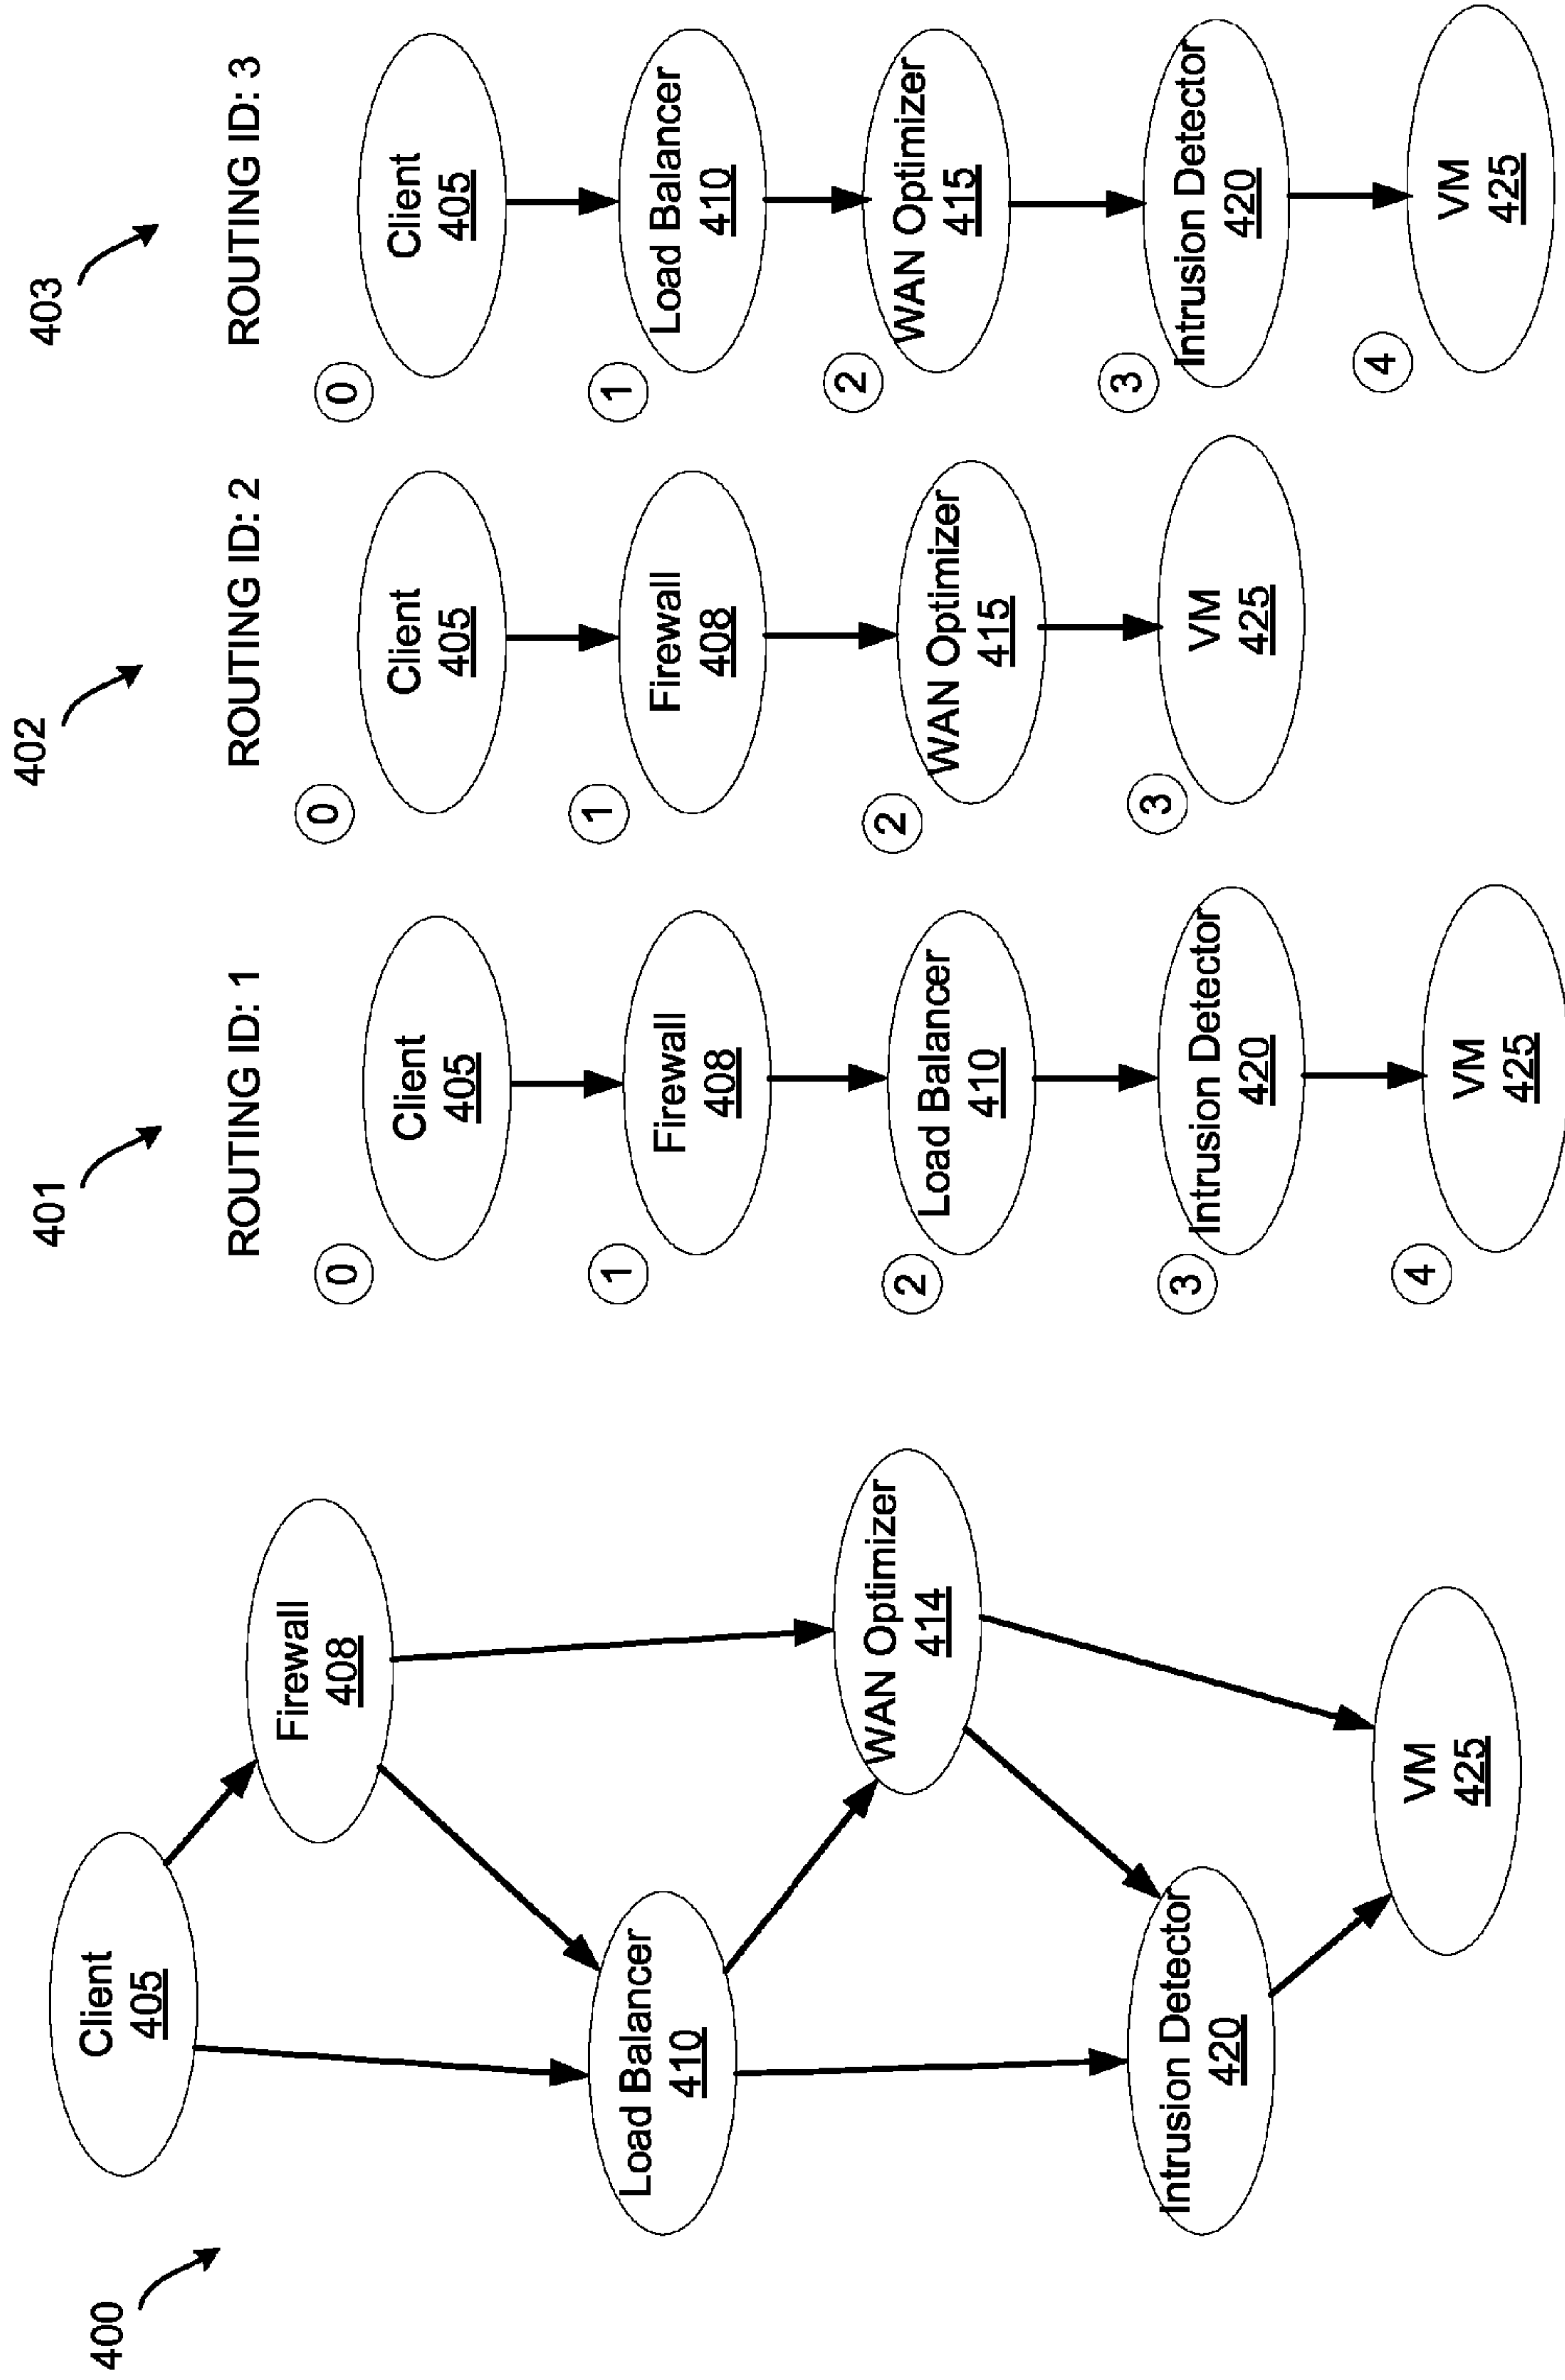 400
Client
405
Firewall
408
Load Balancer
410
WAN Optimizer
414
Intrusion Detector
420
VM
425
401
ROUTING ID: 1
0
Client
405
1
Firewall
408
2
Load Balancer
410
3
Intrusion Detector
420
4
VM
425
402
ROUTING ID: 2
0
Client
405
1
Firewall
408
2
WAN Optimizer
415
3
VM
425
403
ROUTING ID: 3
0
Client
405
1
Load Balancer
410
2
WAN Optimizer
415
3
Intrusion Detector
420
4
VM
425